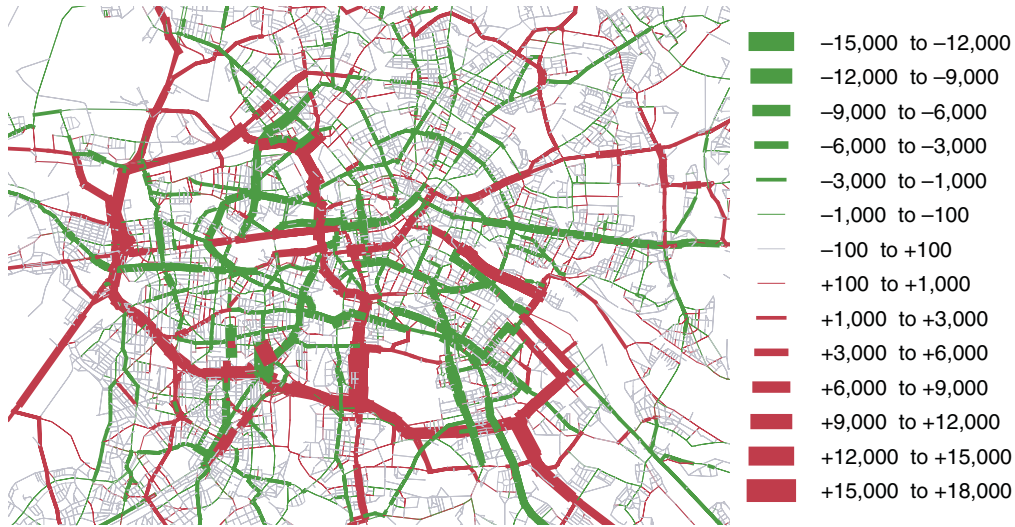 –15,000 to –12,000
–12,000 to –9,000
–9,000 to –6,000
–6,000 to –3,000
–3,000 to –1,000
–1,000 to –100
–100 to +100
+100 to +1,000
+1,000 to +3,000
+3,000 to +6,000
+6,000 to +9,000
+9,000 to +12,000
+12,000 to +15,000
+15,000 to +18,000